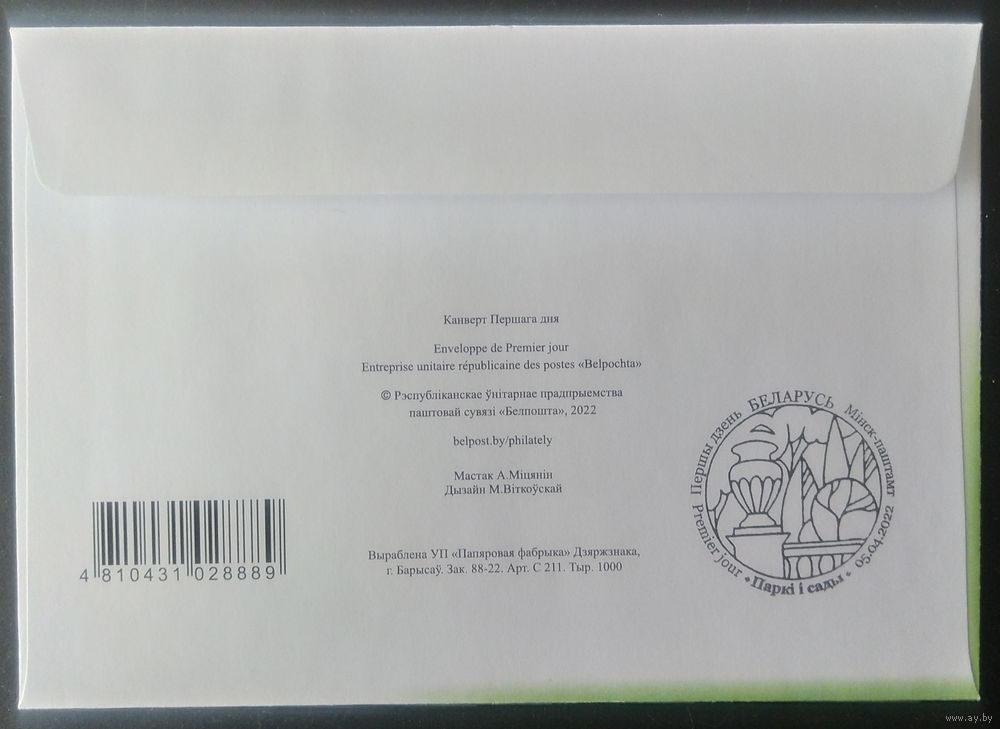 Канверт Першага дня
Enveloppe de Premier jour
Entreprise unitaire républicaine des postes «Belpochta»
© Рэспубліканскае ўнітарнае прадпрыемства
паштовай сувязі «Белпошта», 2022
belpost.by/philately
Мастак А.Міцянін
Дызайн М.Віткоўскай
Выраблена УП «Папяровая фабрыка» Дзяржзнака,
г. Барысаў. Зак. 88-22. Арт. С 211. Тыр. 1000
4 810431 028889
Першы дзень БЕЛАРУСЬ Мінск-паштамт
Premier jour • Паркі і сады • 05.04.2022
www.ay.by